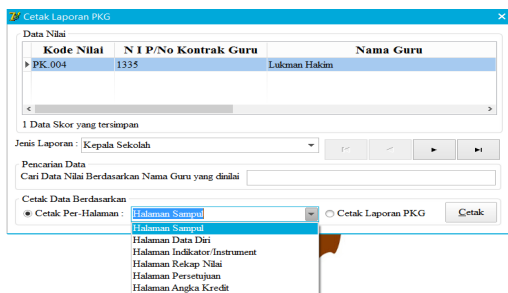 Cetak Laporan PKG
Data Nilai
Kode Nilai N I P/No Kontrak Guru Nama Guru
PK.004 1335 Lukman Hakim
1 Data Skor yang tersimpan
Jenis Laporan : Kepala Sekolah
Pencarian Data
Cari Data Nilai Berdasarkan Nama Guru yang dinilai
Cetak Data Berdasarkan
Cetak Per-Halaman : Halaman Sampul Cetak Laporan PKG Cetak
Halaman Sampul
Halaman Data Diri
Halaman Indikator/Instrument
Halaman Rekap Nilai
Halaman Persetujuan
Halaman Angka Kredit